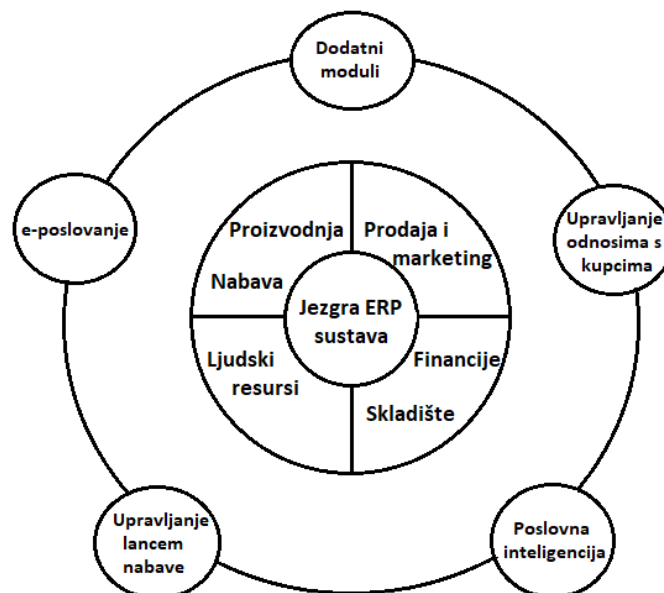 Dodatni
moduli
e-poslovanje
Upravljanje
odnosima s
kupcima
Proizvodnja
Nabava
Prodaja i
marketing
Jezgra ERP
sustava
Ljudski
resursi
Financije
Skladište
Upravljanje
lancem
nabave
Poslovna
inteligencija